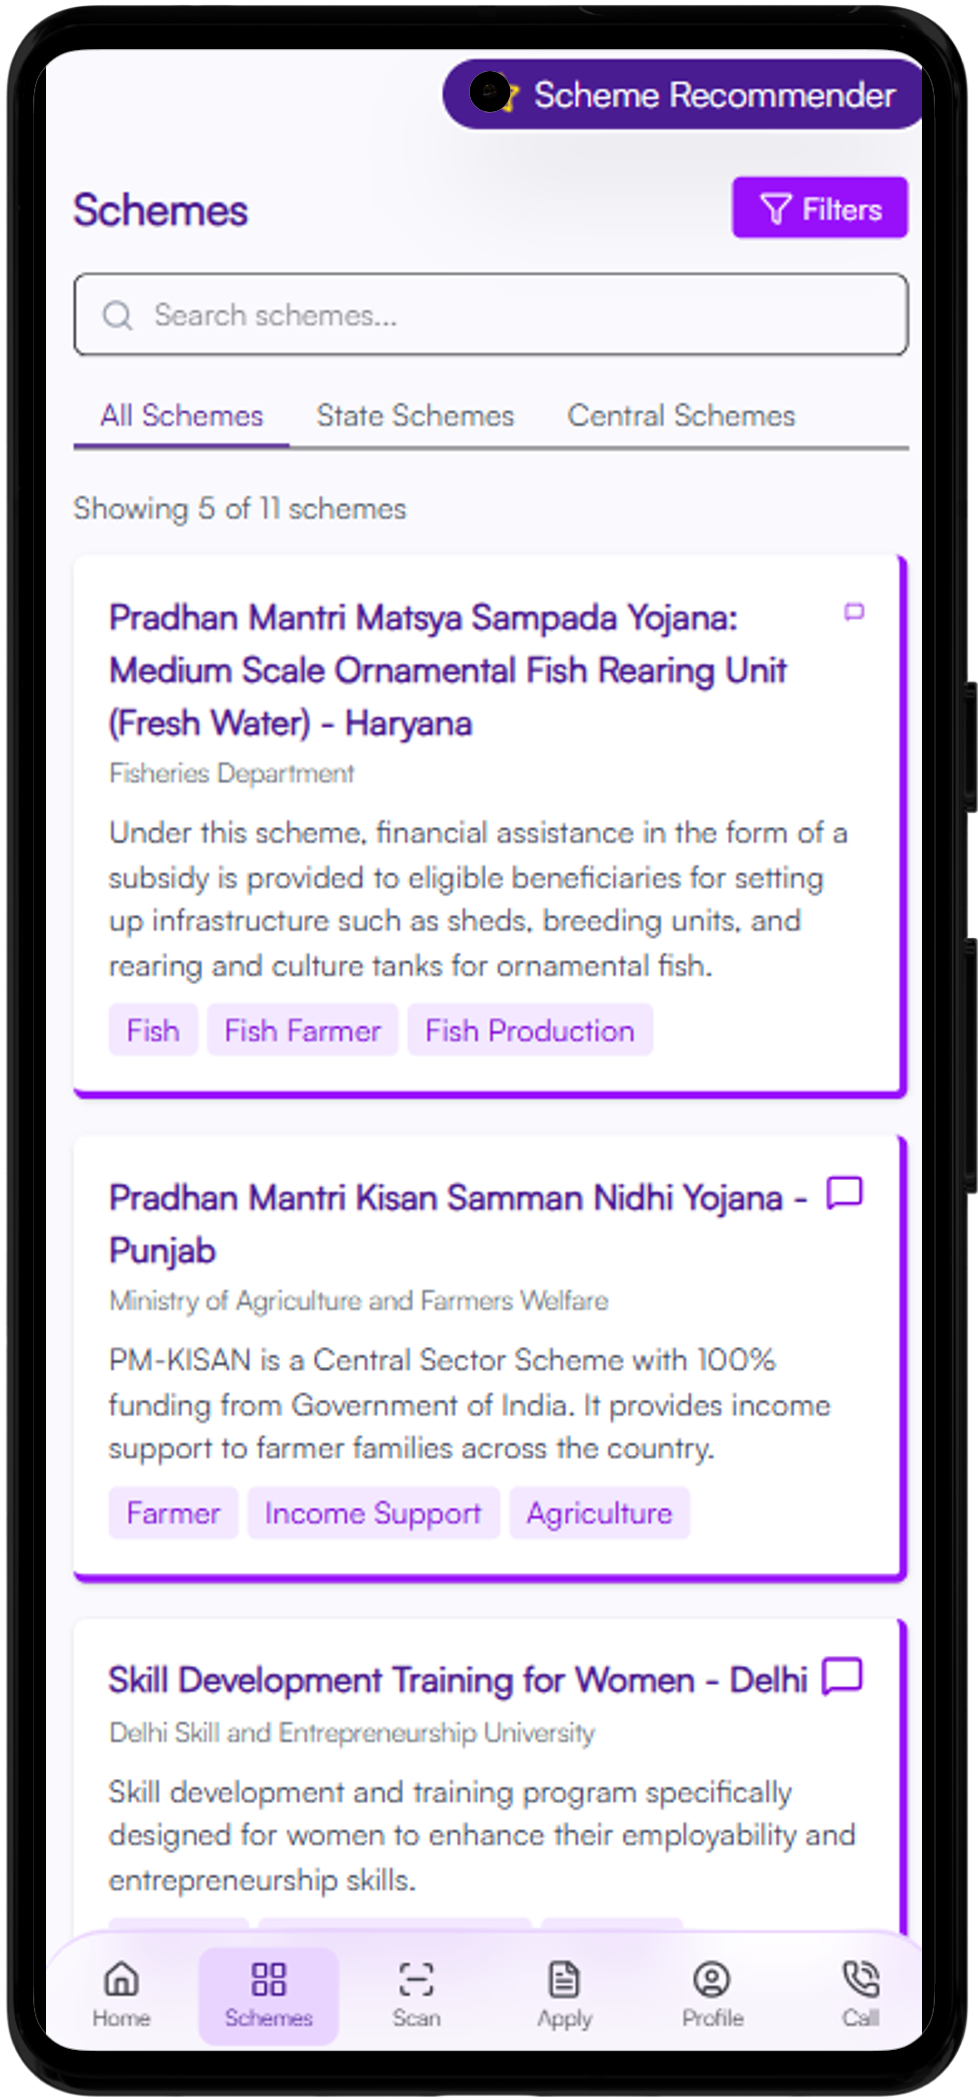 Scheme Recommender
Schemes
Filters
Search schemes...
All Schemes State Schemes Central Schemes
Showing 5 of 11 schemes
Pradhan Mantri Matsya Sampada Yojana:
Medium Scale Ornamental Fish Rearing Unit
(Fresh Water) - Haryana
Fisheries Department
Under this scheme, financial assistance in the form of a
subsidy is provided to eligible beneficiaries for setting
up infrastructure such as sheds, breeding units, and
rearing and culture tanks for ornamental fish.
Fish Fish Farmer Fish Production
Pradhan Mantri Kisan Samman Nidhi Yojana -
Punjab
Ministry of Agriculture and Farmers Welfare
PM-KISAN is a Central Sector Scheme with 100%
funding from Government of India. It provides income
support to farmer families across the country.
Farmer Income Support Agriculture
Skill Development Training for Women - Delhi
Delhi Skill and Entrepreneurship University
Skill development and training program specifically
designed for women to enhance their employability and
entrepreneurship skills.
Home Schemes Scan Apply Profile Call